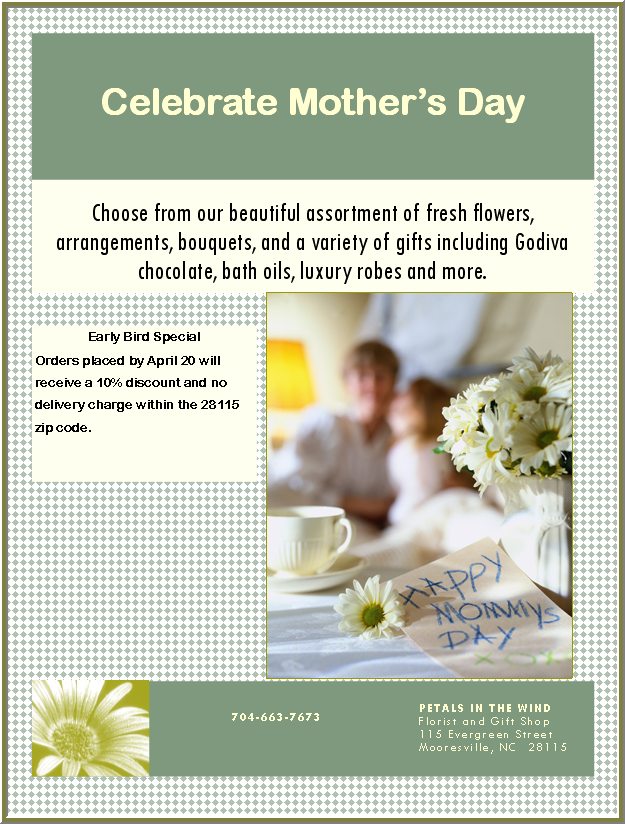 Celebrate Mother's Day
Choose from our beautiful assortment of fresh flowers,
arrangements, bouquets, and a variety of gifts including Godiva
chocolate, bath oils, luxury robes and more.
Early Bird Special
Orders placed by April 20 will
receive a 10% discount and no
delivery charge within the 28115
zip code.
HAPPY
MOMMYS
DAY
XOX
704-663-7673
PETALS IN THE WIND
Florist and Gift Shop
115 Evergreen Street
Mooresville, NC 28115